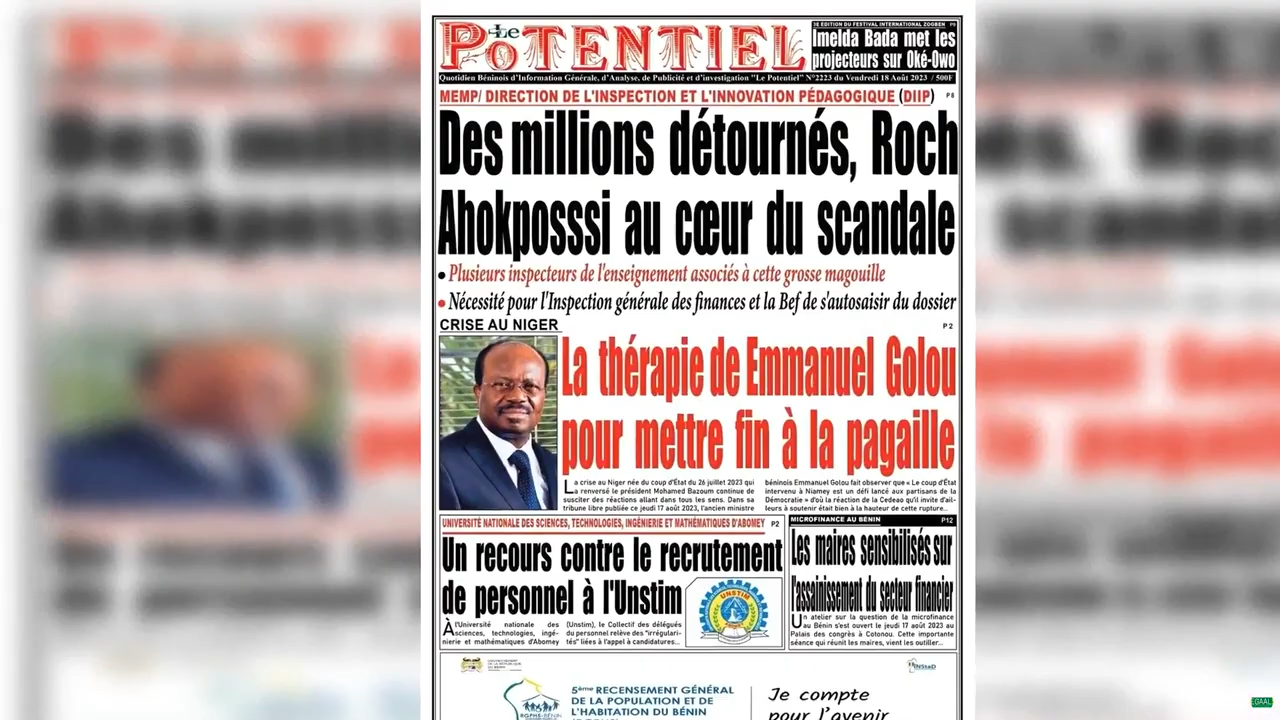 Le
POTENTIEL
3E EDITION DU FESTIVAL INTERNATIONAL ZOGBEN P9
Imelda Bada met les
projecteurs sur Oké-Owo
Quotidien Béninois d'Information Générale, d'Analyse, de Publicité et d'investigation "Le Potentiel" N°2223 du Vendredi 18 Août 2023 / 500F
MEMP/ DIRECTION DE L'INSPECTION ET L'INNOVATION PÉDAGOGIQUE (DIIP) P 8
Des millions détournés, Roch
Ahokposssi au cœur du scandale
• Plusieurs inspecteurs de l'enseignement associés à cette grosse magouille
• Nécessité pour l'Inspection générale des finances et la Bef de s'autosaisir du dossier
CRISE AU NIGER P 2
La thérapie de Emmanuel Golou
pour mettre fin à la pagaille
La crise au Niger née du coup d'État du 26 juillet 2023 qui
a renversé le président Mohamed Bazoum continue de
susciter des réactions allant dans tous les sens. Dans sa
tribune libre publiée ce jeudi 17 août 2023, l'ancien ministre
béninois Emmanuel Golou fait observer que « Le coup d'État
intervenu à Niamey est un défi lancé aux partisans de la
Démocratie » d'où la réaction de la Cedeao qu'il invite d'ail-
leurs à soutenir était bien à la hauteur de cette rupture...
UNIVERSITÉ NATIONALE DES SCIENCES, TECHNOLOGIES, INGÉNIERIE ET MATHÉMATIQUES D'ABOMEY P2
Un recours contre le recrutement
de personnel à l'Unstim
À l'Université nationale des
sciences, technologies, ingé-
nierie et mathématiques d'Abomey
(Unstim), le Collectif des délégués
du personnel relève des "irrégulari-
tés" liées à l'appel à candidatures...
UNSTIM
MICROFINANCE AU BÉNIN P12
Les maires sensibilisés sur
l'assainissement du secteur financier
Un atelier sur la question de la microfinance
au Bénin s'est ouvert le jeudi 17 août 2023 au
Palais des congrès à Cotonou. Cette importante
séance qui réunit les maires, vient les outiller...
INStaD
RGPH5-BÉNIN
5ème RECENSEMENT GÉNÉRAL
DE LA POPULATION ET DE
L'HABITATION DU BÉNIN
Je compte
pour l'avenir
EGAAL